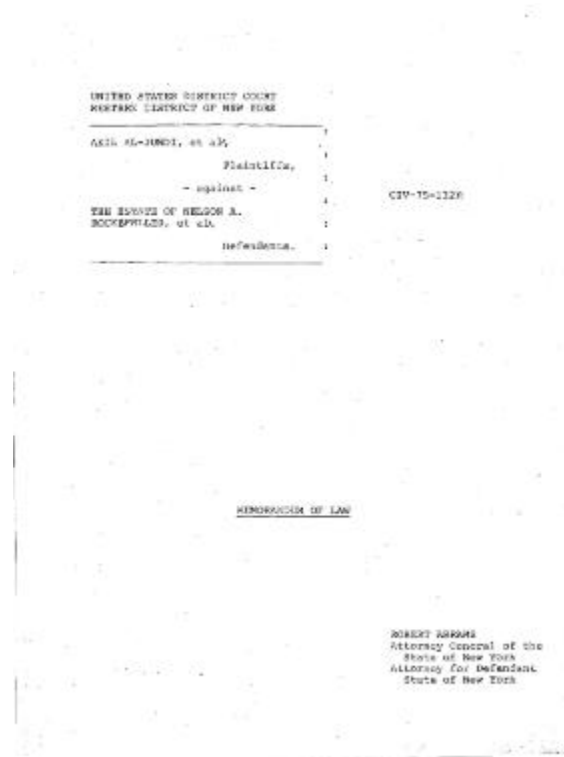 UNITED STATES DISTRICT COURT
WESTERN DISTRICT OF NEW YORK
AKIL AL-JUNDI, et al.,
Plaintiffs,
- against -
CIV-75-132
THE ESTATE OF NELSON A.
ROCKEFELLER, et al.
Defendants.
MEMORANDUM OF LAW
ROBERT ABRAMS
Attorney General of the
State of New York
Attorney for Defendant
State of New York